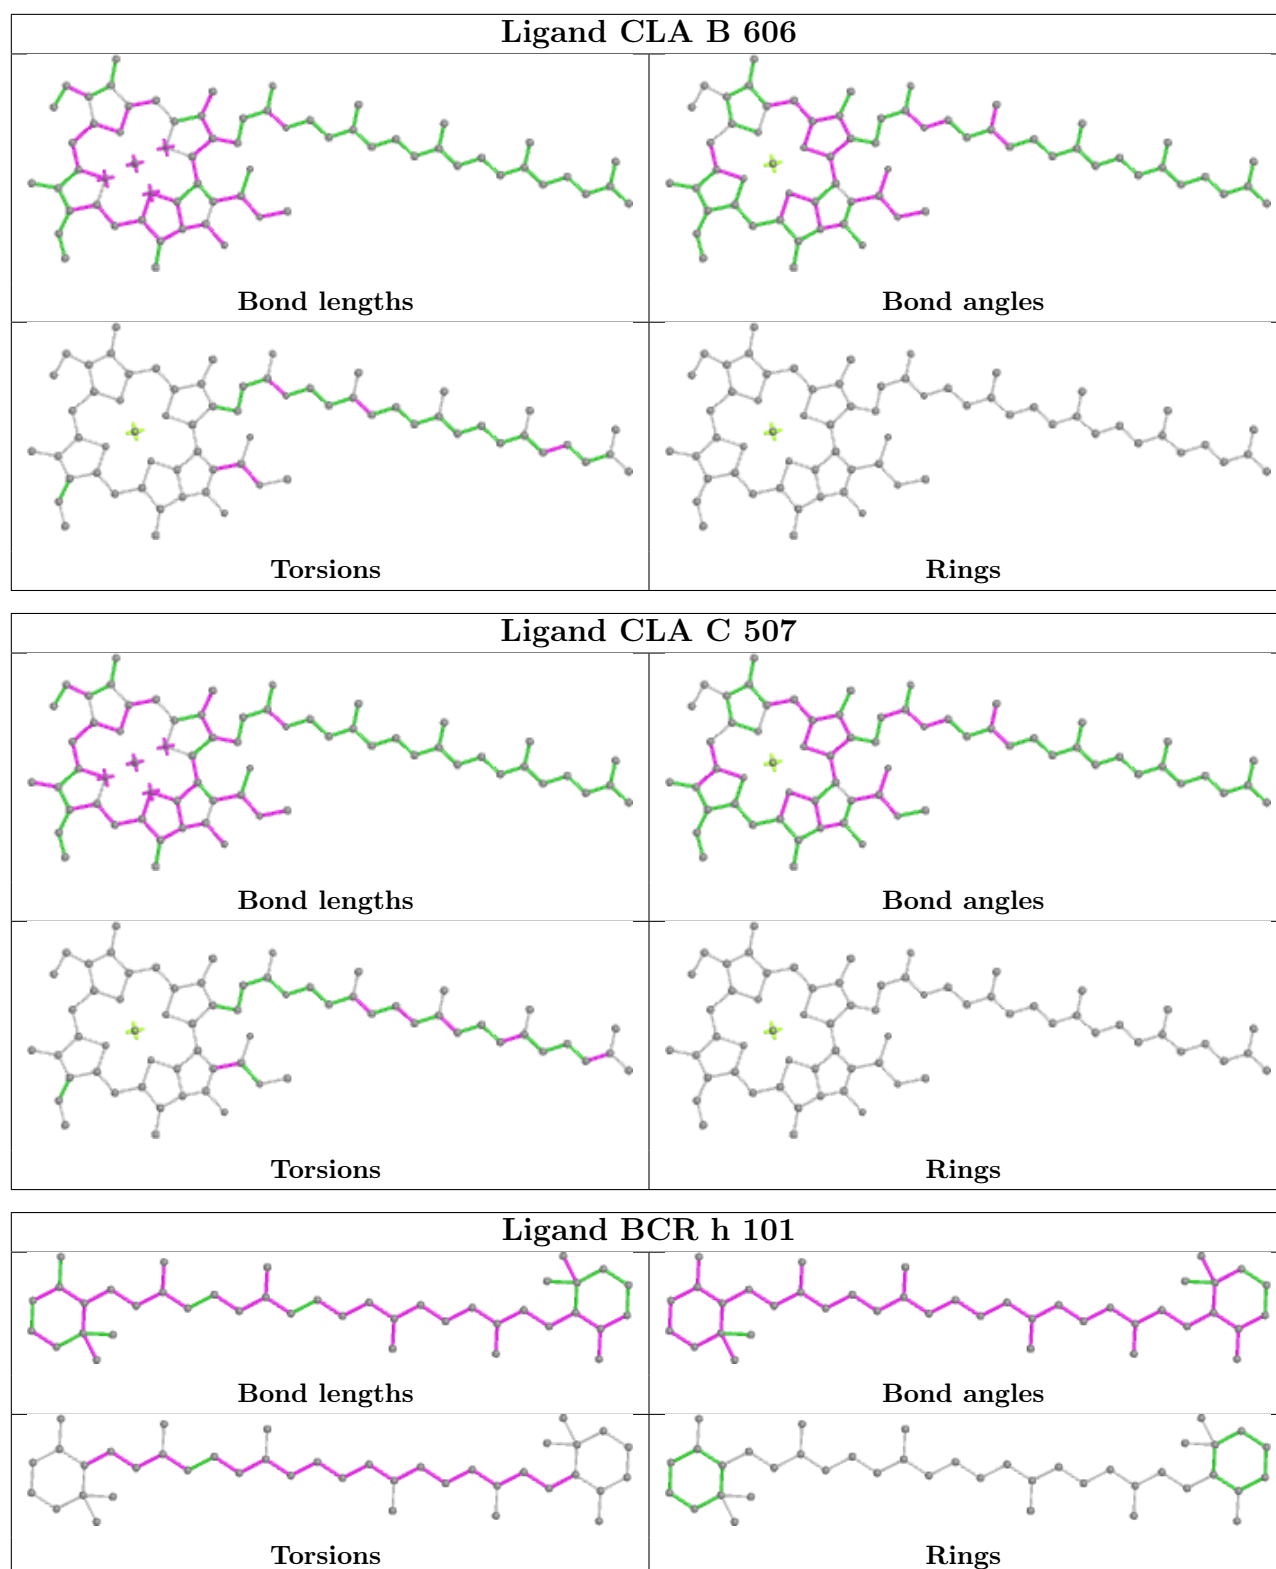 Ligand CLA B 606
Bond lengths
Bond angles
Torsions
Rings
Ligand CLA C 507
Bond lengths
Bond angles
Torsions
Rings
Ligand BCR h 101
Bond lengths
Bond angles
Torsions
Rings